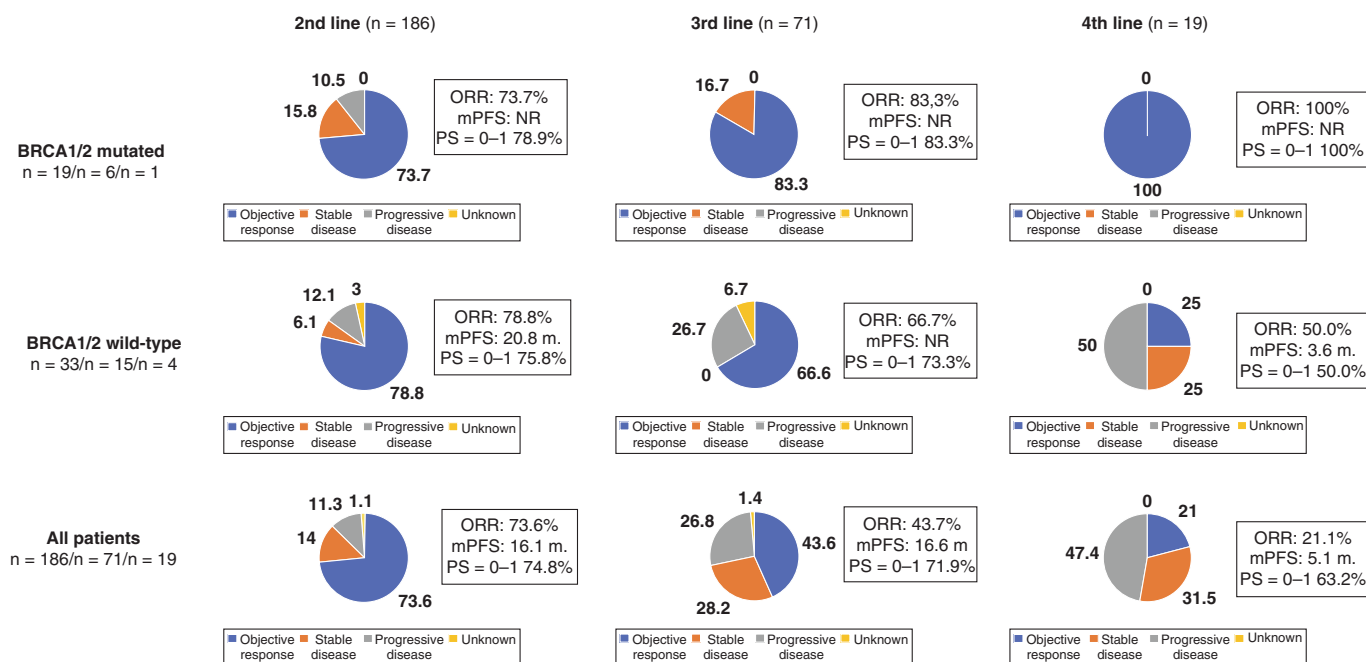 2nd line (n = 186)
3rd line (n = 71)
4th line (n = 19)
BRCA1/2 mutated
n = 19/n = 6/n = 1
10.5
0
15.8
73.7
ORR: 73.7%
mPFS: NR
PS = 0–1 78.9%
Objective response
Stable disease
Progressive disease
Unknown
16.7
0
83.3
ORR: 83,3%
mPFS: NR
PS = 0–1 83.3%
Objective response
Stable disease
Progressive disease
Unknown
0
100
ORR: 100%
mPFS: NR
PS = 0–1 100%
Objective response
Stable disease
Progressive disease
Unknown
BRCA1/2 wild-type
n = 33/n = 15/n = 4
12.1
3
6.1
78.8
ORR: 78.8%
mPFS: 20.8 m.
PS = 0–1 75.8%
Objective response
Stable disease
Progressive disease
Unknown
6.7
26.7
0
66.6
ORR: 66.7%
mPFS: NR
PS = 0–1 73.3%
Objective response
Stable disease
Progressive disease
Unknown
0
25
50
25
ORR: 50.0%
mPFS: 3.6 m.
PS = 0–1 50.0%
Objective response
Stable disease
Progressive disease
Unknown
All patients
n = 186/n = 71/n = 19
11.3
1.1
14
73.6
ORR: 73.6%
mPFS: 16.1 m.
PS = 0–1 74.8%
Objective response
Stable disease
Progressive disease
Unknown
1.4
26.8
43.6
28.2
ORR: 43.7%
mPFS: 16.6 m
PS = 0–1 71.9%
Objective response
Stable disease
Progressive disease
Unknown
0
21
47.4
31.5
ORR: 21.1%
mPFS: 5.1 m.
PS = 0–1 63.2%
Objective response
Stable disease
Progressive disease
Unknown